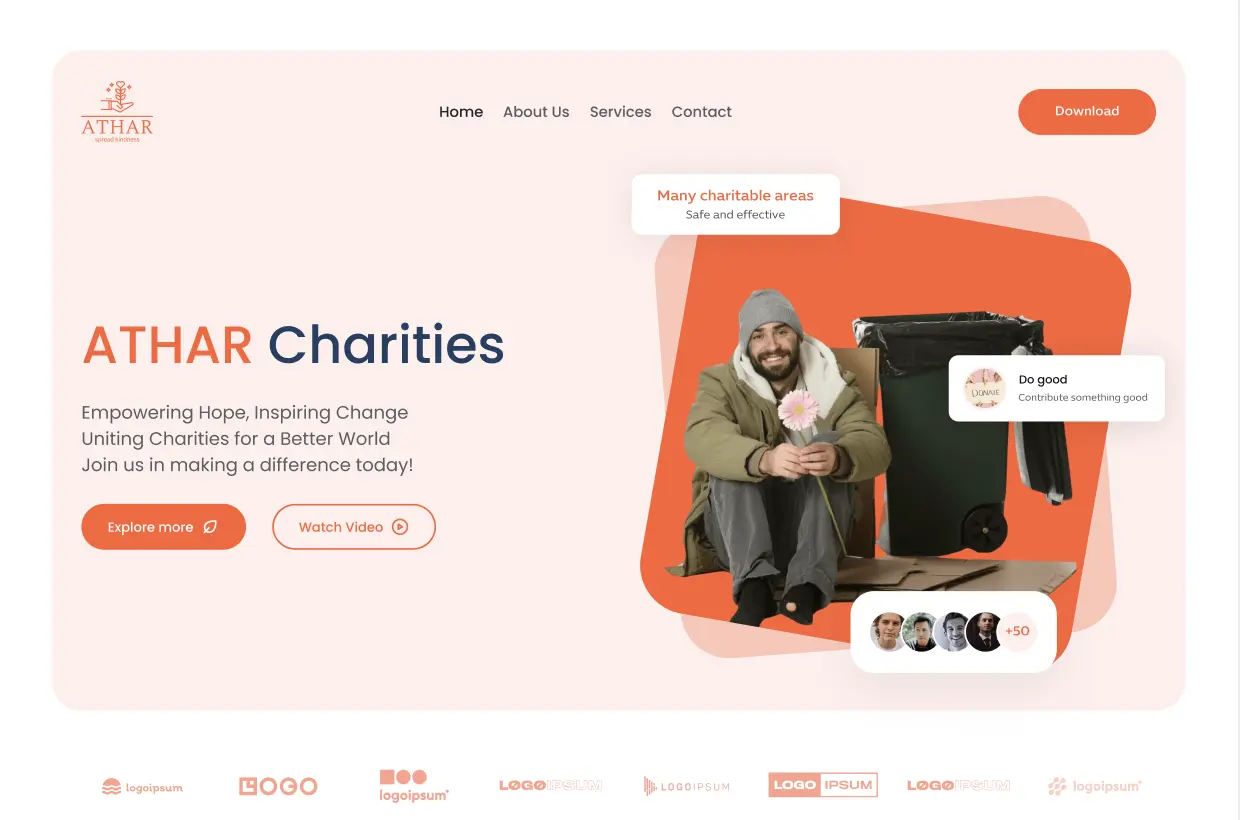 ATHAR
spread kindness
Home
About Us
Services
Contact
Download
Many charitable areas
Safe and effective
ATHAR Charities
Empowering Hope, Inspiring Change
Uniting Charities for a Better World
Join us in making a difference today!
Explore more
Watch Video
DONATE
Do good
Contribute something good
+50
logoipsum
LOGO
logoipsum
LOGOIPSUM
LOGOIPSUM
LOGO IPSUM
LOGOIPSUM
logoipsum